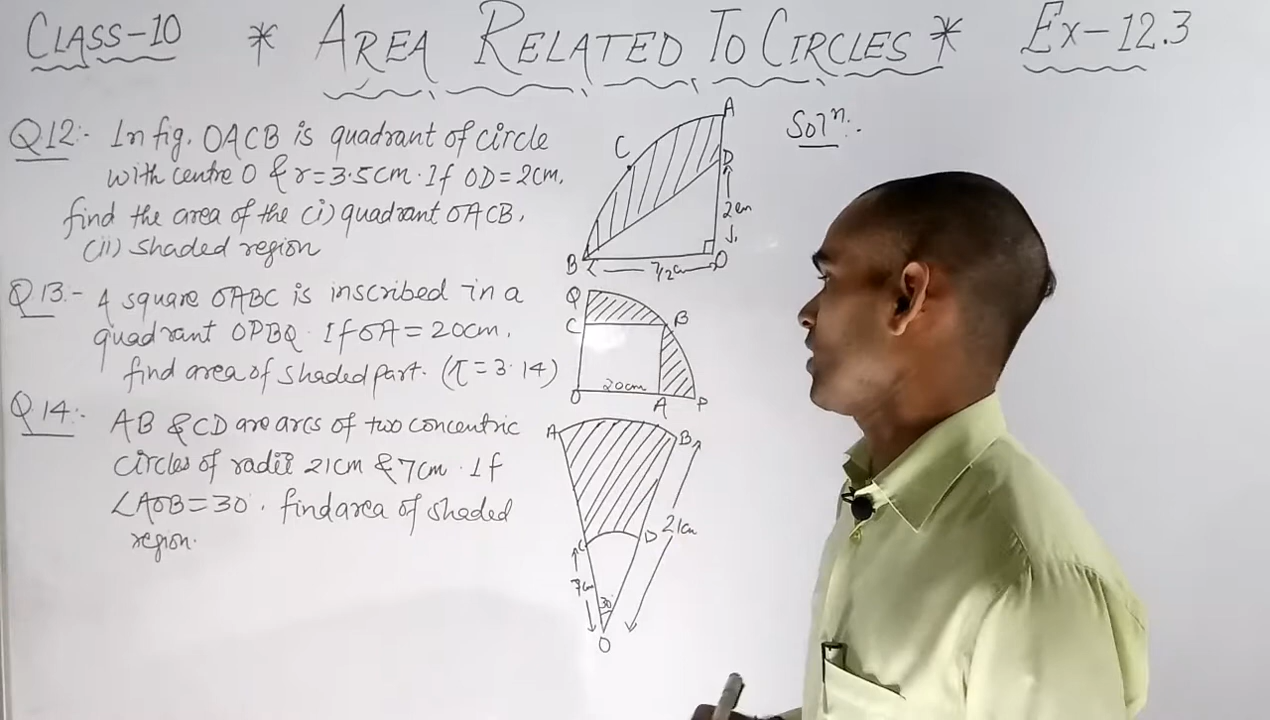 CLASS-10 * AREA RELATED TO CIRCLES * Ex-12.3
Q12:- In fig. OACB is quadrant of circle
with centre O & r=3.5cm. If OD=2cm,
find the area of the (i) quadrant OACB,
(ii) shaded region
A
C
D
2cm
B
7/2cm
O
Soln:-
Q13:- A square OABC is inscribed in a
quadrant OPBQ. If OA=20cm,
find area of shaded part. (π=3.14)
Q
C
B
20cm
O
A
P
Q14:- AB & CD are arcs of two concentric
circles of radii 21cm & 7cm. If
∠AOB=30°. find area of shaded
region.
A
B
C
D
21cm
7cm
30°
O